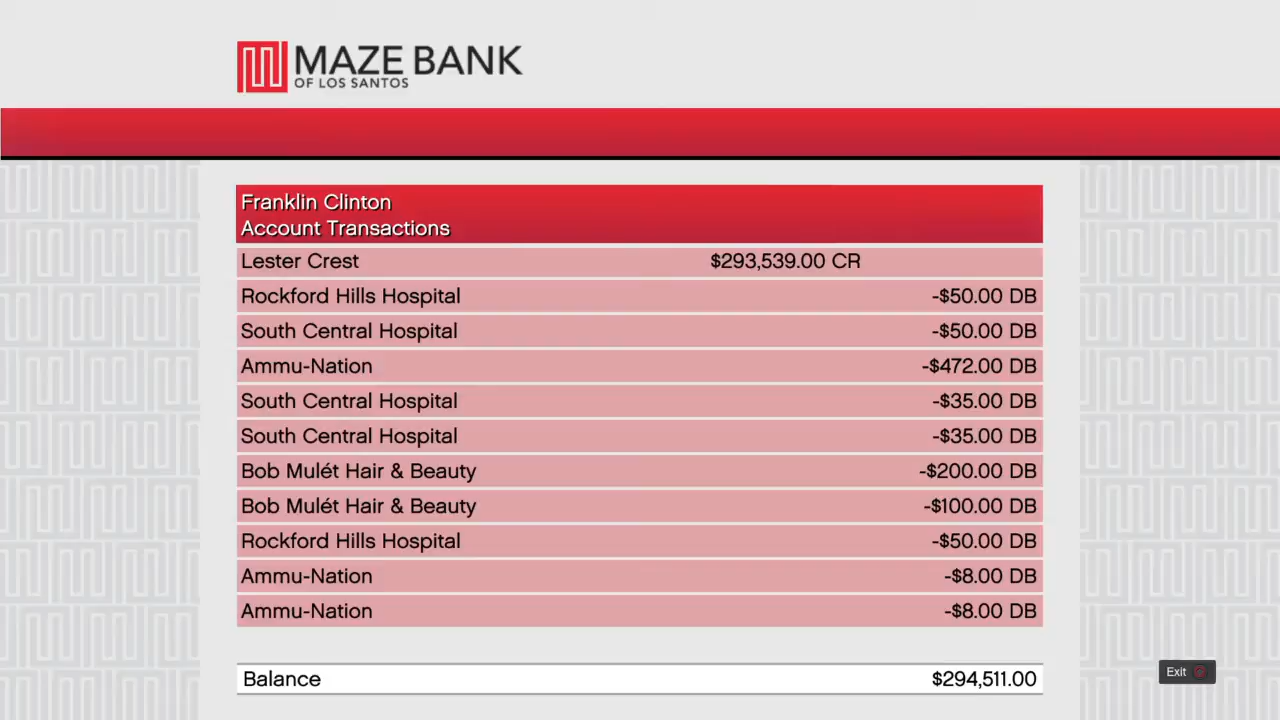 MAZE BANK
OF LOS SANTOS
Franklin Clinton
Account Transactions
Lester Crest $293,539.00 CR
Rockford Hills Hospital -$50.00 DB
South Central Hospital -$50.00 DB
Ammu-Nation -$472.00 DB
South Central Hospital -$35.00 DB
South Central Hospital -$35.00 DB
Bob Mulét Hair & Beauty -$200.00 DB
Bob Mulét Hair & Beauty -$100.00 DB
Rockford Hills Hospital -$50.00 DB
Ammu-Nation -$8.00 DB
Ammu-Nation -$8.00 DB
Balance $294,511.00
Exit